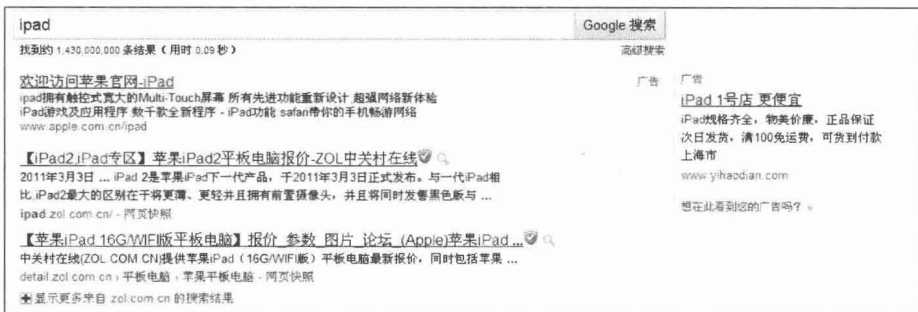 ipad
Google 搜索
找到约 1,430,000,000 条结果（用时 0.09 秒）
高级搜索
欢迎访问苹果官网-iPad
广告
ipad拥有触控式宽大的Multi-Touch屏幕 所有先进功能重新设计 超强网络新体验
iPad游戏及应用程序 数千款全新程序 - iPad功能 safari带你的手机畅游网络
www.apple.com.cn/ipad
【iPad2,iPad专区】苹果iPad2平板电脑报价-ZOL中关村在线
2011年3月3日 ... iPad 2是苹果iPad下一代产品，于2011年3月3日正式发布。与一代iPad相
比,iPad2最大的区别在于将更薄、更轻并且拥有前置摄像头，并且将同时发售黑色版与 ...
ipad.zol.com.cn/ - 网页快照
【苹果iPad 16G/WIFI版平板电脑】报价_参数_图片_论坛_(Apple)苹果iPad ...
中关村在线(ZOL.COM.CN)提供苹果iPad（16G/WIFI版）平板电脑最新报价，同时包括苹果 ...
detail.zol.com.cn › 平板电脑 › 苹果平板电脑 - 网页快照
显示更多来自 zol.com.cn 的搜索结果
广告
iPad 1号店 更便宜
iPad规格齐全，物美价廉，正品保证
次日发货，满100免运费，可货到付款
上海市
www.yihaodian.com
想在此看到您的广告吗？ »